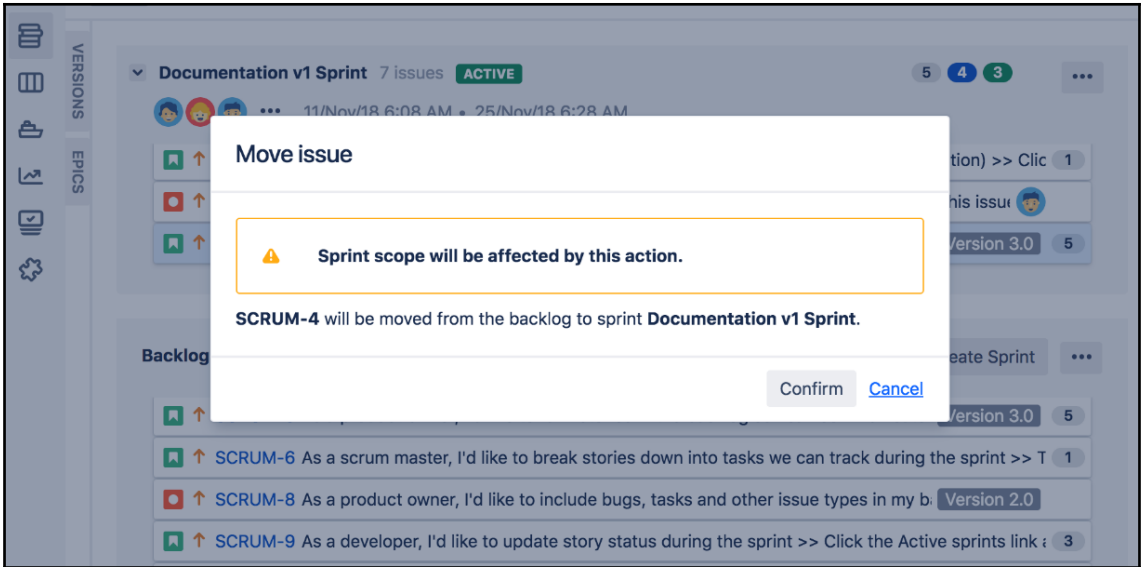 VERSIONS
EPICS
Documentation v1 Sprint 7 issues ACTIVE 5 4 3 •••
••• 11/Nov/18 6:08 AM • 25/Nov/18 6:28 AM
tion) >> Clic 1
his issu
Version 3.0 5
Move issue
Sprint scope will be affected by this action.
SCRUM-4 will be moved from the backlog to sprint Documentation v1 Sprint.
Confirm Cancel
Backlog eate Sprint •••
Version 3.0 5
SCRUM-6 As a scrum master, I'd like to break stories down into tasks we can track during the sprint >> T 1
SCRUM-8 As a product owner, I'd like to include bugs, tasks and other issue types in my ba Version 2.0
SCRUM-9 As a developer, I'd like to update story status during the sprint >> Click the Active sprints link a 3